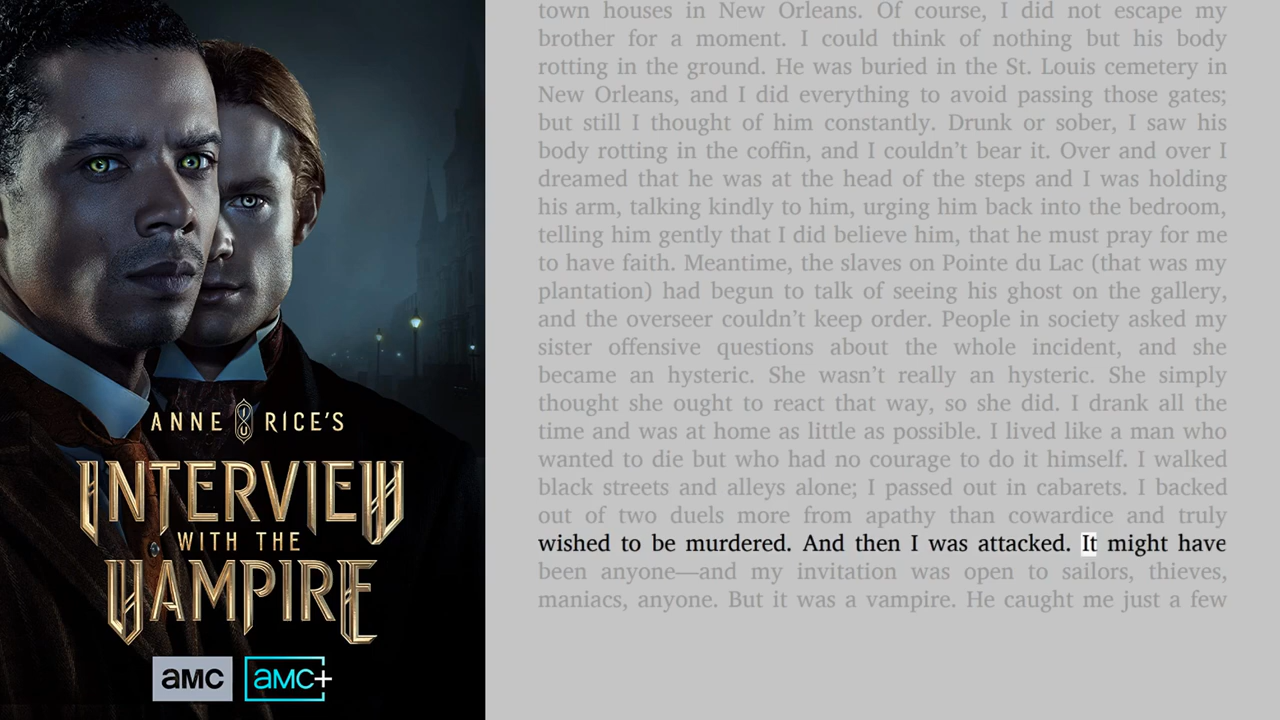 ANNE RICE'S
INTERVIEW
WITH THE
VAMPIRE
amc
amc+
town houses in New Orleans. Of course, I did not escape my
brother for a moment. I could think of nothing but his body
rotting in the ground. He was buried in the St. Louis cemetery in
New Orleans, and I did everything to avoid passing those gates;
but still I thought of him constantly. Drunk or sober, I saw his
body rotting in the coffin, and I couldn't bear it. Over and over I
dreamed that he was at the head of the steps and I was holding
his arm, talking kindly to him, urging him back into the bedroom,
telling him gently that I did believe him, that he must pray for me
to have faith. Meantime, the slaves on Pointe du Lac (that was my
plantation) had begun to talk of seeing his ghost on the gallery,
and the overseer couldn't keep order. People in society asked my
sister offensive questions about the whole incident, and she
became an hysteric. She wasn't really an hysteric. She simply
thought she ought to react that way, so she did. I drank all the
time and was at home as little as possible. I lived like a man who
wanted to die but who had no courage to do it himself. I walked
black streets and alleys alone; I passed out in cabarets. I backed
out of two duels more from apathy than cowardice and truly
wished to be murdered. And then I was attacked. It might have
been anyone—and my invitation was open to sailors, thieves,
maniacs, anyone. But it was a vampire. He caught me just a few